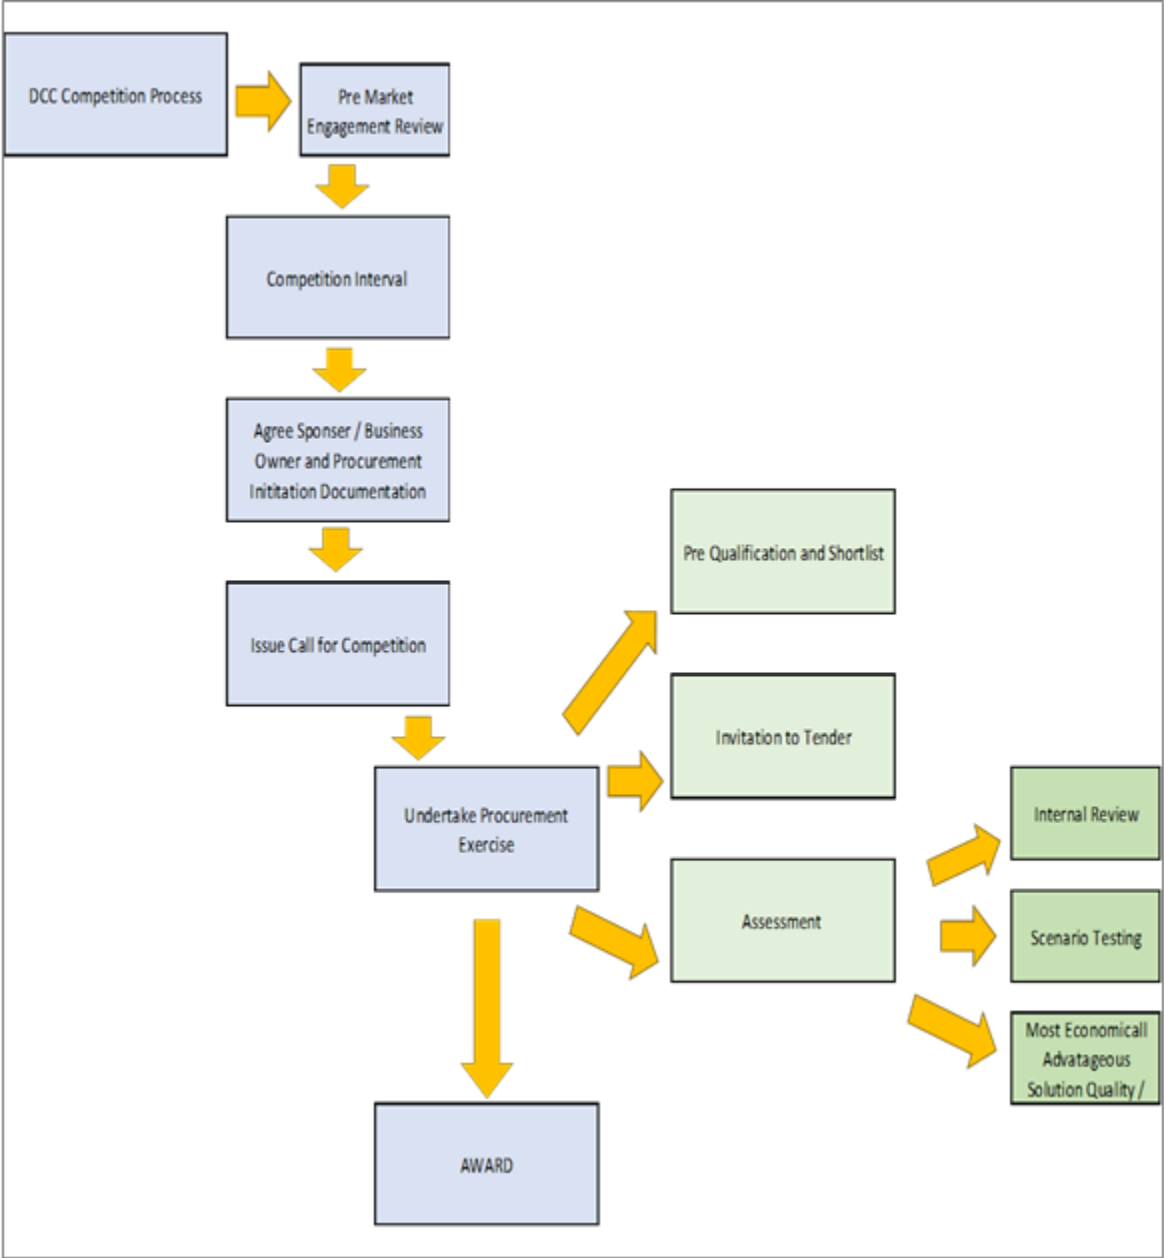 DCC Competition Process
Pre Market
Engagement Review
Competition Interval
Agree Sponser / Business
Owner and Procurement
Inititation Documentation
Issue Call for Competition
Undertake Procurement
Exercise
Pre Qualification and Shortlist
Invitation to Tender
Assessment
Internal Review
Scenario Testing
Most Economicall
Advatageous
Solution Quality /
AWARD